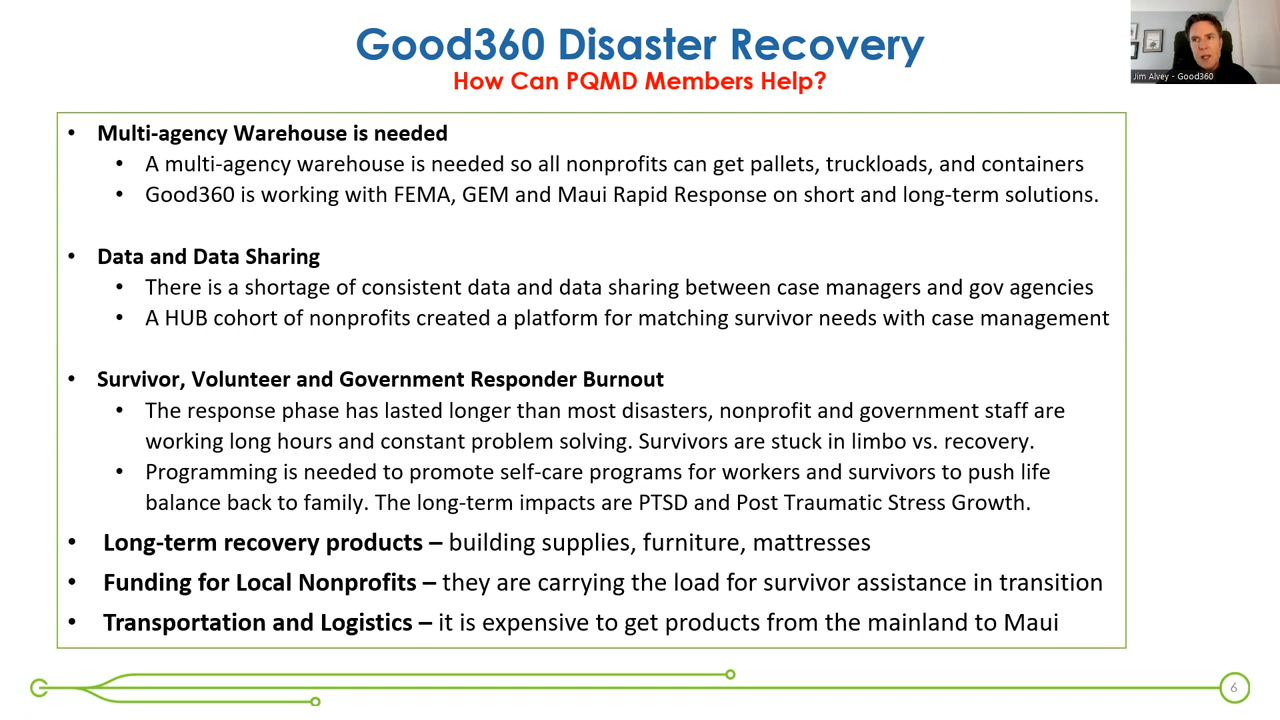 Good360 Disaster Recovery
How Can PQMD Members Help?
Jim Alvey - Good360
• Multi-agency Warehouse is needed
• A multi-agency warehouse is needed so all nonprofits can get pallets, truckloads, and containers
• Good360 is working with FEMA, GEM and Maui Rapid Response on short and long-term solutions.
• Data and Data Sharing
• There is a shortage of consistent data and data sharing between case managers and gov agencies
• A HUB cohort of nonprofits created a platform for matching survivor needs with case management
• Survivor, Volunteer and Government Responder Burnout
• The response phase has lasted longer than most disasters, nonprofit and government staff are
working long hours and constant problem solving. Survivors are stuck in limbo vs. recovery.
• Programming is needed to promote self-care programs for workers and survivors to push life
balance back to family. The long-term impacts are PTSD and Post Traumatic Stress Growth.
• Long-term recovery products – building supplies, furniture, mattresses
• Funding for Local Nonprofits – they are carrying the load for survivor assistance in transition
• Transportation and Logistics – it is expensive to get products from the mainland to Maui
6